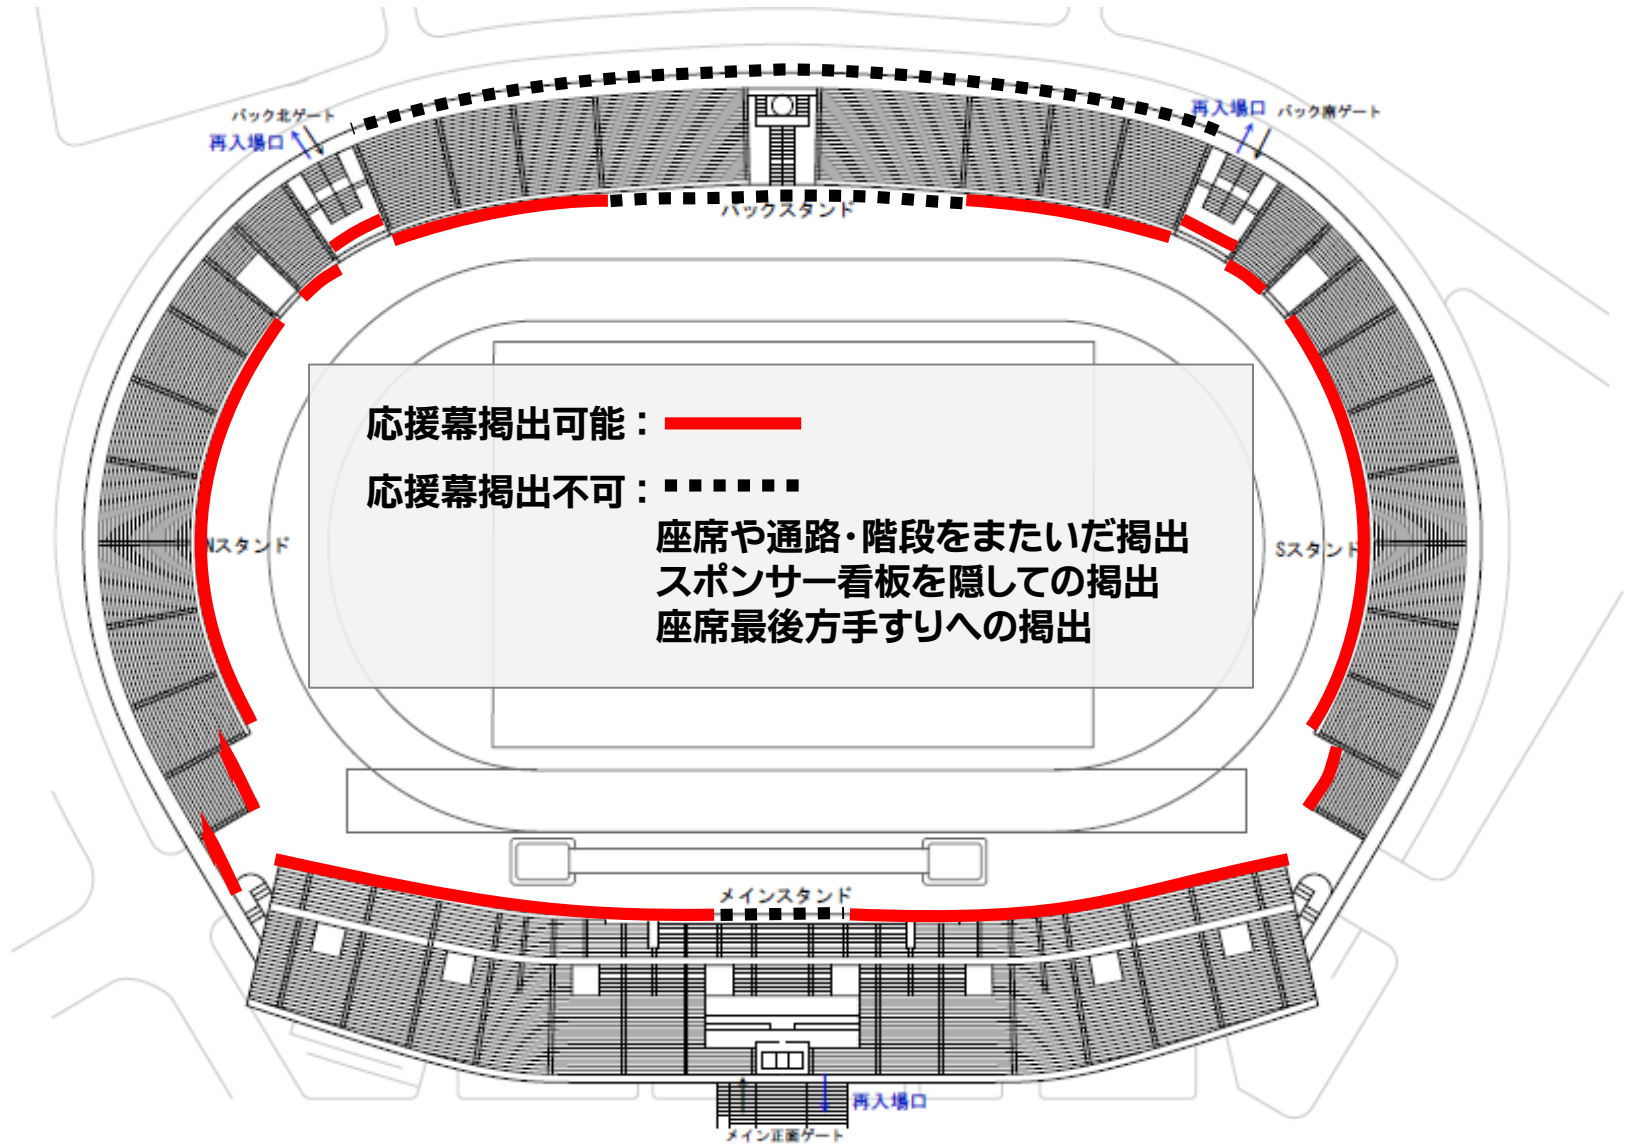 バック北ゲート
再入場口
再入場口
バック南ゲート
バックスタンド
応援幕掲出可能：
応援幕掲出不可：
座席や通路・階段をまたいだ掲出
スポンサー看板を隠しての掲出
座席最後方手すりへの掲出
Nスタンド
Sスタンド
メインスタンド
再入場口
メイン正面ゲート